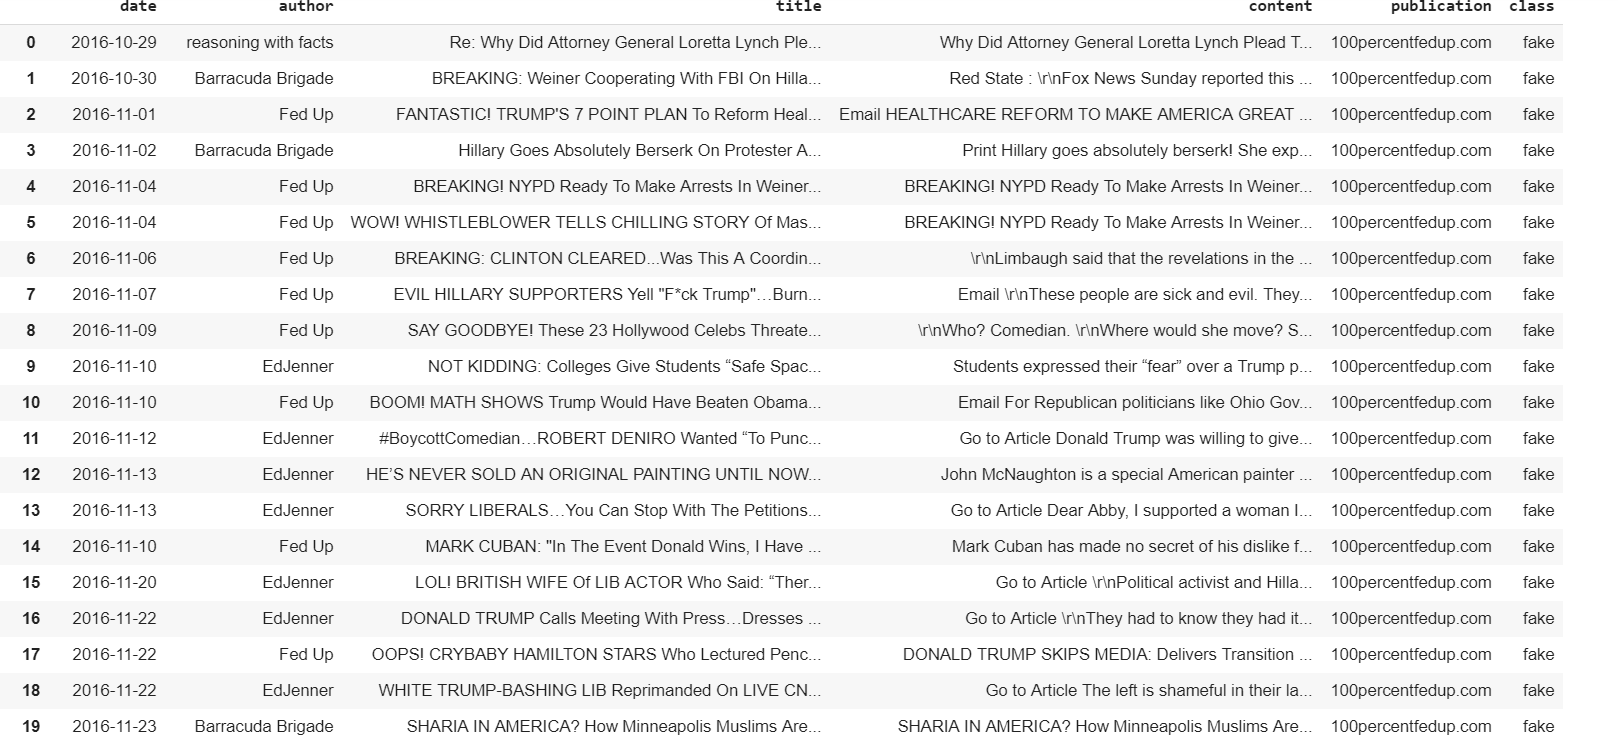 date author title content publication class
0 2016-10-29 reasoning with facts Re: Why Did Attorney General Loretta Lynch Ple... Why Did Attorney General Loretta Lynch Plead T... 100percentfedup.com fake
1 2016-10-30 Barracuda Brigade BREAKING: Weiner Cooperating With FBI On Hilla... Red State : \r\nFox News Sunday reported this ... 100percentfedup.com fake
2 2016-11-01 Fed Up FANTASTIC! TRUMP'S 7 POINT PLAN To Reform Heal... Email HEALTHCARE REFORM TO MAKE AMERICA GREAT ... 100percentfedup.com fake
3 2016-11-02 Barracuda Brigade Hillary Goes Absolutely Berserk On Protester A... Print Hillary goes absolutely berserk! She exp... 100percentfedup.com fake
4 2016-11-04 Fed Up BREAKING! NYPD Ready To Make Arrests In Weiner... BREAKING! NYPD Ready To Make Arrests In Weiner... 100percentfedup.com fake
5 2016-11-04 Fed Up WOW! WHISTLEBLOWER TELLS CHILLING STORY Of Mas... BREAKING! NYPD Ready To Make Arrests In Weiner... 100percentfedup.com fake
6 2016-11-06 Fed Up BREAKING: CLINTON CLEARED...Was This A Coordin... \r\nLimbaugh said that the revelations in the ... 100percentfedup.com fake
7 2016-11-07 Fed Up EVIL HILLARY SUPPORTERS Yell "F*ck Trump"…Burn... Email \r\nThese people are sick and evil. They... 100percentfedup.com fake
8 2016-11-09 Fed Up SAY GOODBYE! These 23 Hollywood Celebs Threate... \r\nWho? Comedian. \r\nWhere would she move? S... 100percentfedup.com fake
9 2016-11-10 EdJenner NOT KIDDING: Colleges Give Students “Safe Spac... Students expressed their “fear” over a Trump p... 100percentfedup.com fake
10 2016-11-10 Fed Up BOOM! MATH SHOWS Trump Would Have Beaten Obama... Email For Republican politicians like Ohio Gov... 100percentfedup.com fake
11 2016-11-12 EdJenner #BoycottComedian…ROBERT DENIRO Wanted “To Punc... Go to Article Donald Trump was willing to give... 100percentfedup.com fake
12 2016-11-13 EdJenner HE’S NEVER SOLD AN ORIGINAL PAINTING UNTIL NOW... John McNaughton is a special American painter ... 100percentfedup.com fake
13 2016-11-13 EdJenner SORRY LIBERALS…You Can Stop With The Petitions... Go to Article Dear Abby, I supported a woman I... 100percentfedup.com fake
14 2016-11-10 Fed Up MARK CUBAN: "In The Event Donald Wins, I Have ... Mark Cuban has made no secret of his dislike f... 100percentfedup.com fake
15 2016-11-20 EdJenner LOL! BRITISH WIFE Of LIB ACTOR Who Said: “Ther... Go to Article \r\nPolitical activist and Hilla... 100percentfedup.com fake
16 2016-11-22 EdJenner DONALD TRUMP Calls Meeting With Press…Dresses ... Go to Article \r\nThey had to know they had it... 100percentfedup.com fake
17 2016-11-22 Fed Up OOPS! CRYBABY HAMILTON STARS Who Lectured Penc... DONALD TRUMP SKIPS MEDIA: Delivers Transition ... 100percentfedup.com fake
18 2016-11-22 EdJenner WHITE TRUMP-BASHING LIB Reprimanded On LIVE CN... Go to Article The left is shameful in their la... 100percentfedup.com fake
19 2016-11-23 Barracuda Brigade SHARIA IN AMERICA? How Minneapolis Muslims Are... SHARIA IN AMERICA? How Minneapolis Muslims Are... 100percentfedup.com fake